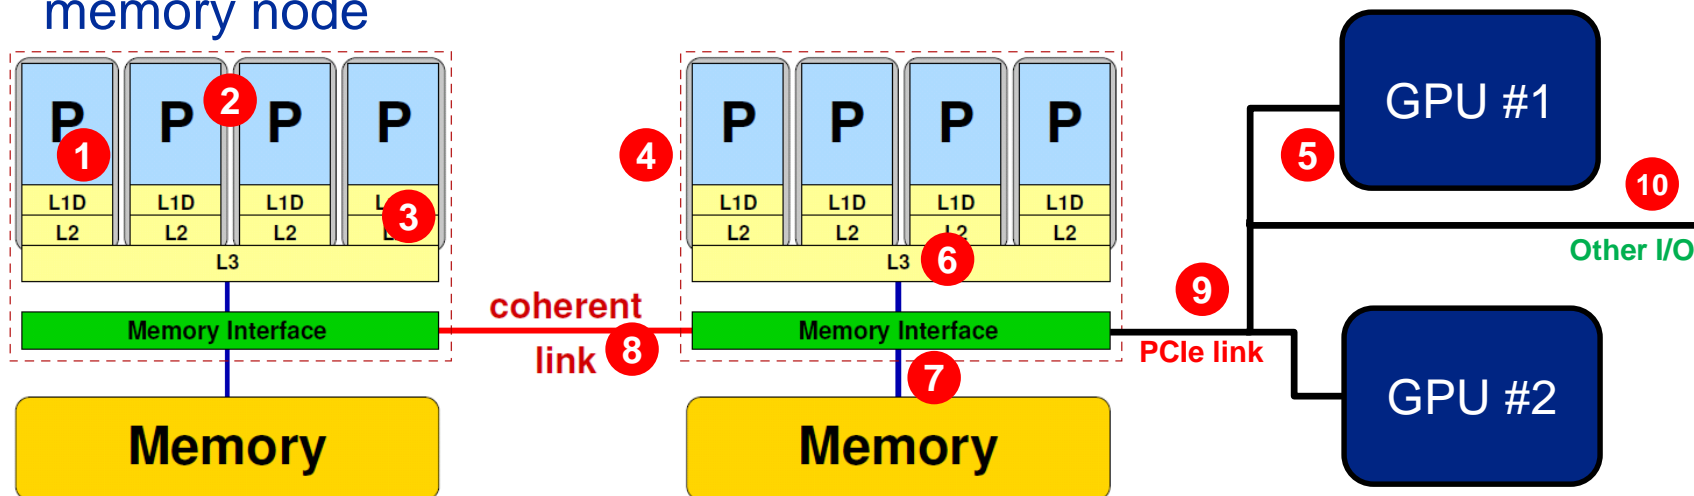 memory node
P P P P
1
2
L1D L1D L1D
3
L2 L2 L2
L3
Memory Interface
Memory
coherent
link
8
4
P P P P
L1D L1D L1D L1D
L2 L2 L2 L2
L3
6
Memory Interface
7
Memory
9
PCIe link
5
GPU #1
10
Other I/O
GPU #2